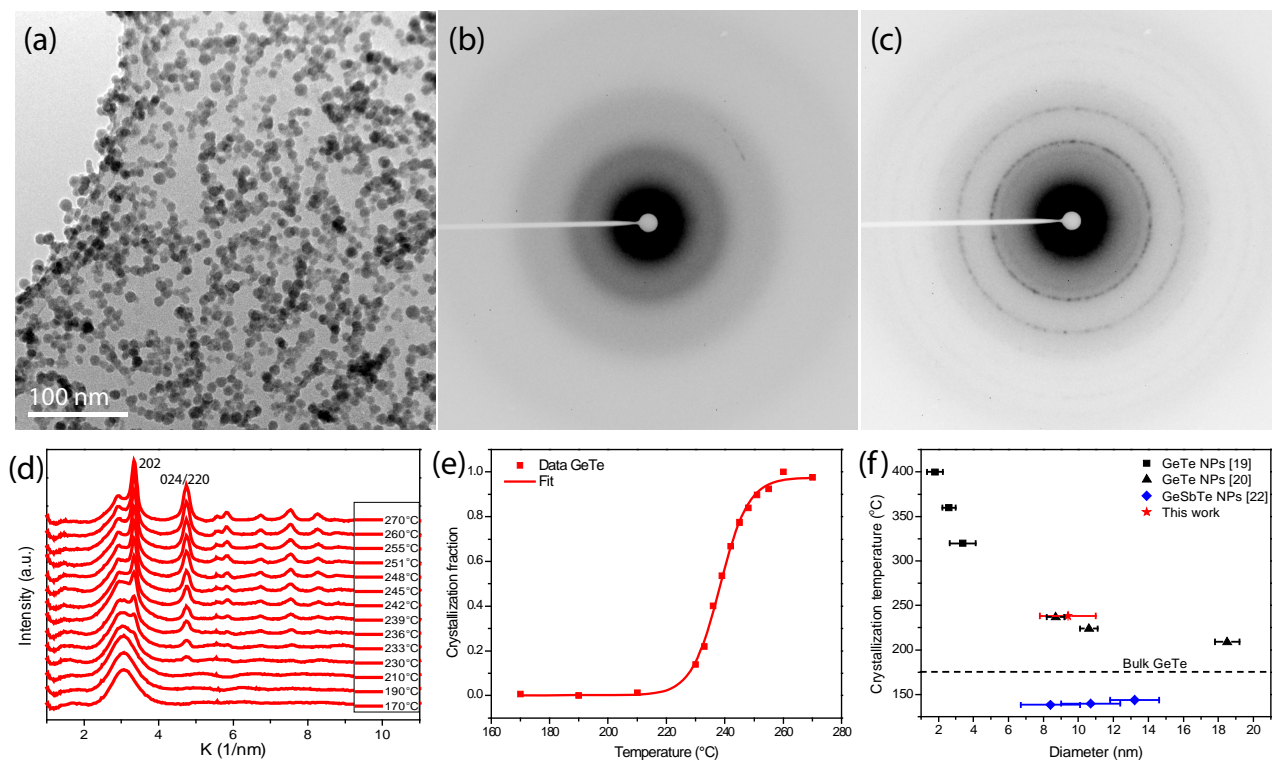 (a)
100 nm
(b)
(c)
(d)
202
024/220
270°C
260°C
255°C
251°C
248°C
245°C
242°C
239°C
236°C
233°C
230°C
210°C
190°C
170°C
Intensity (a.u.)
2 4 6 8 10
K (1/nm)
(e)
Data GeTe
Fit
Crystallization fraction
1.0
0.8
0.6
0.4
0.2
0.0
160 180 200 220 240 260 280
Temperature (°C)
(f)
GeTe NPs [19]
GeTe NPs [20]
GeSbTe NPs [22]
This work
Crystallization temperature (°C)
400
350
300
250
200
150
Bulk GeTe
2 4 6 8 10 12 14 16 18 20
Diameter (nm)